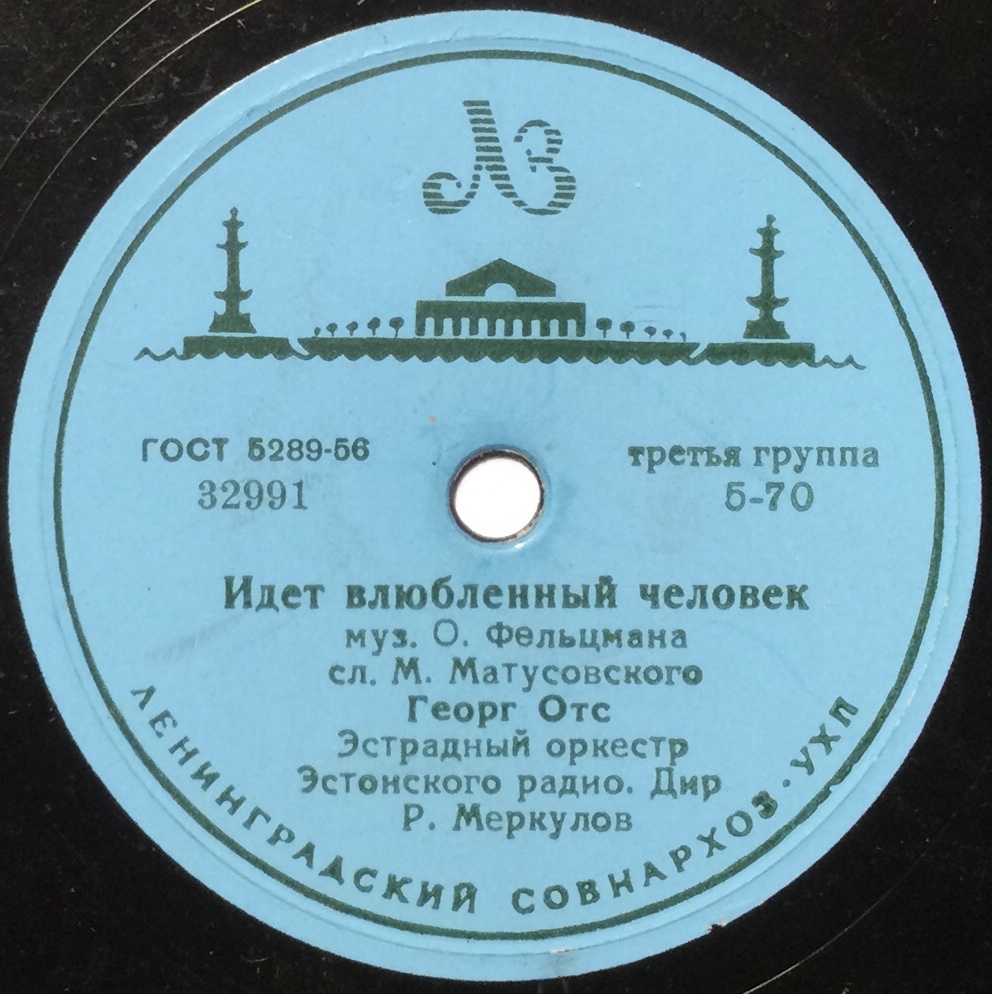 ЛЗ
ГОСТ 5289-56
32991
третья группа
5-70
Идет влюбленный человек
муз. О. Фельцмана
сл. М. Матусовского
Георг Отс
Эстрадный оркестр
Эстонского радио. Дир
Р. Меркулов
ЛЕНИНГРАДСКИЙ СОВНАРХОЗ · УХП